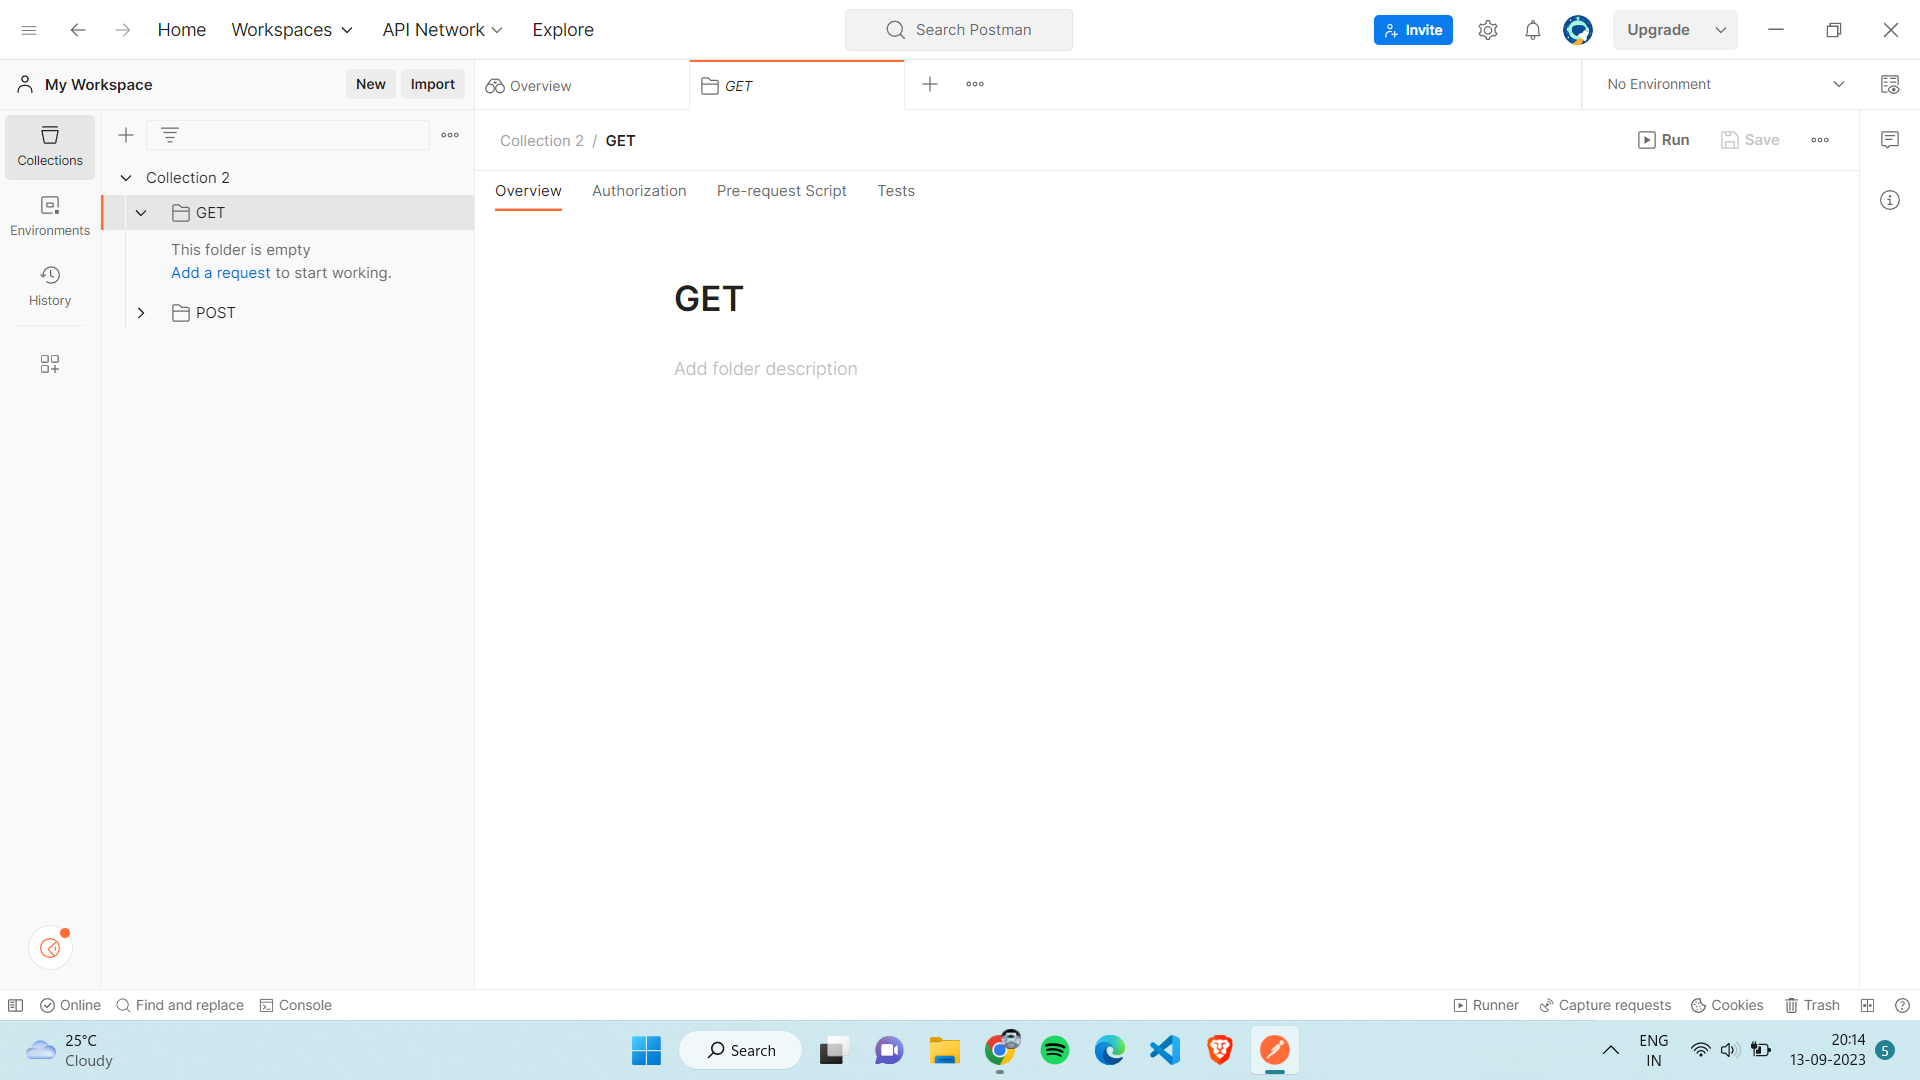 Home Workspaces API Network Explore Search Postman Invite Upgrade
My Workspace New Import Overview GET No Environment
Collections
Environments
History
Collection 2
GET
This folder is empty
Add a request to start working.
POST
Collection 2 / GET Run Save
Overview Authorization Pre-request Script Tests
GET
Add folder description
Online Find and replace Console Runner Capture requests Cookies Trash
25°C
Cloudy
Search
ENG
IN
20:14
13-09-2023
5